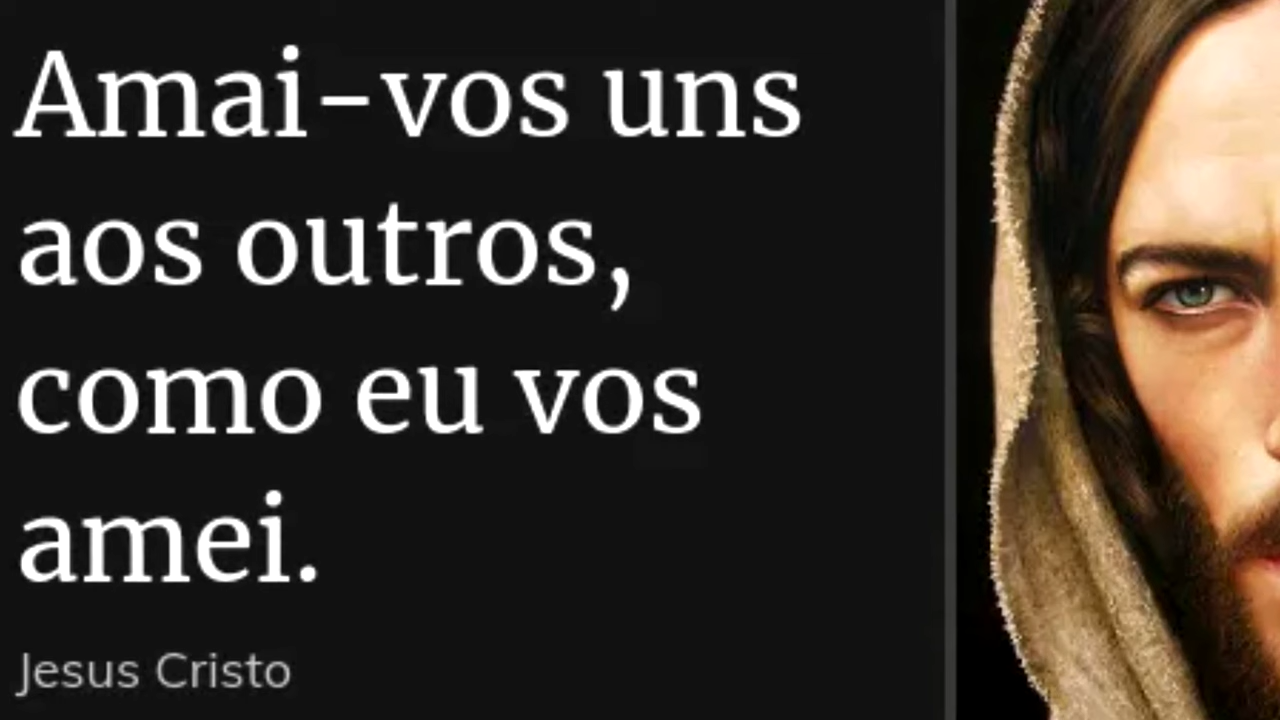 Amai-vos uns
aos outros,
como eu vos
amei.
Jesus Cristo